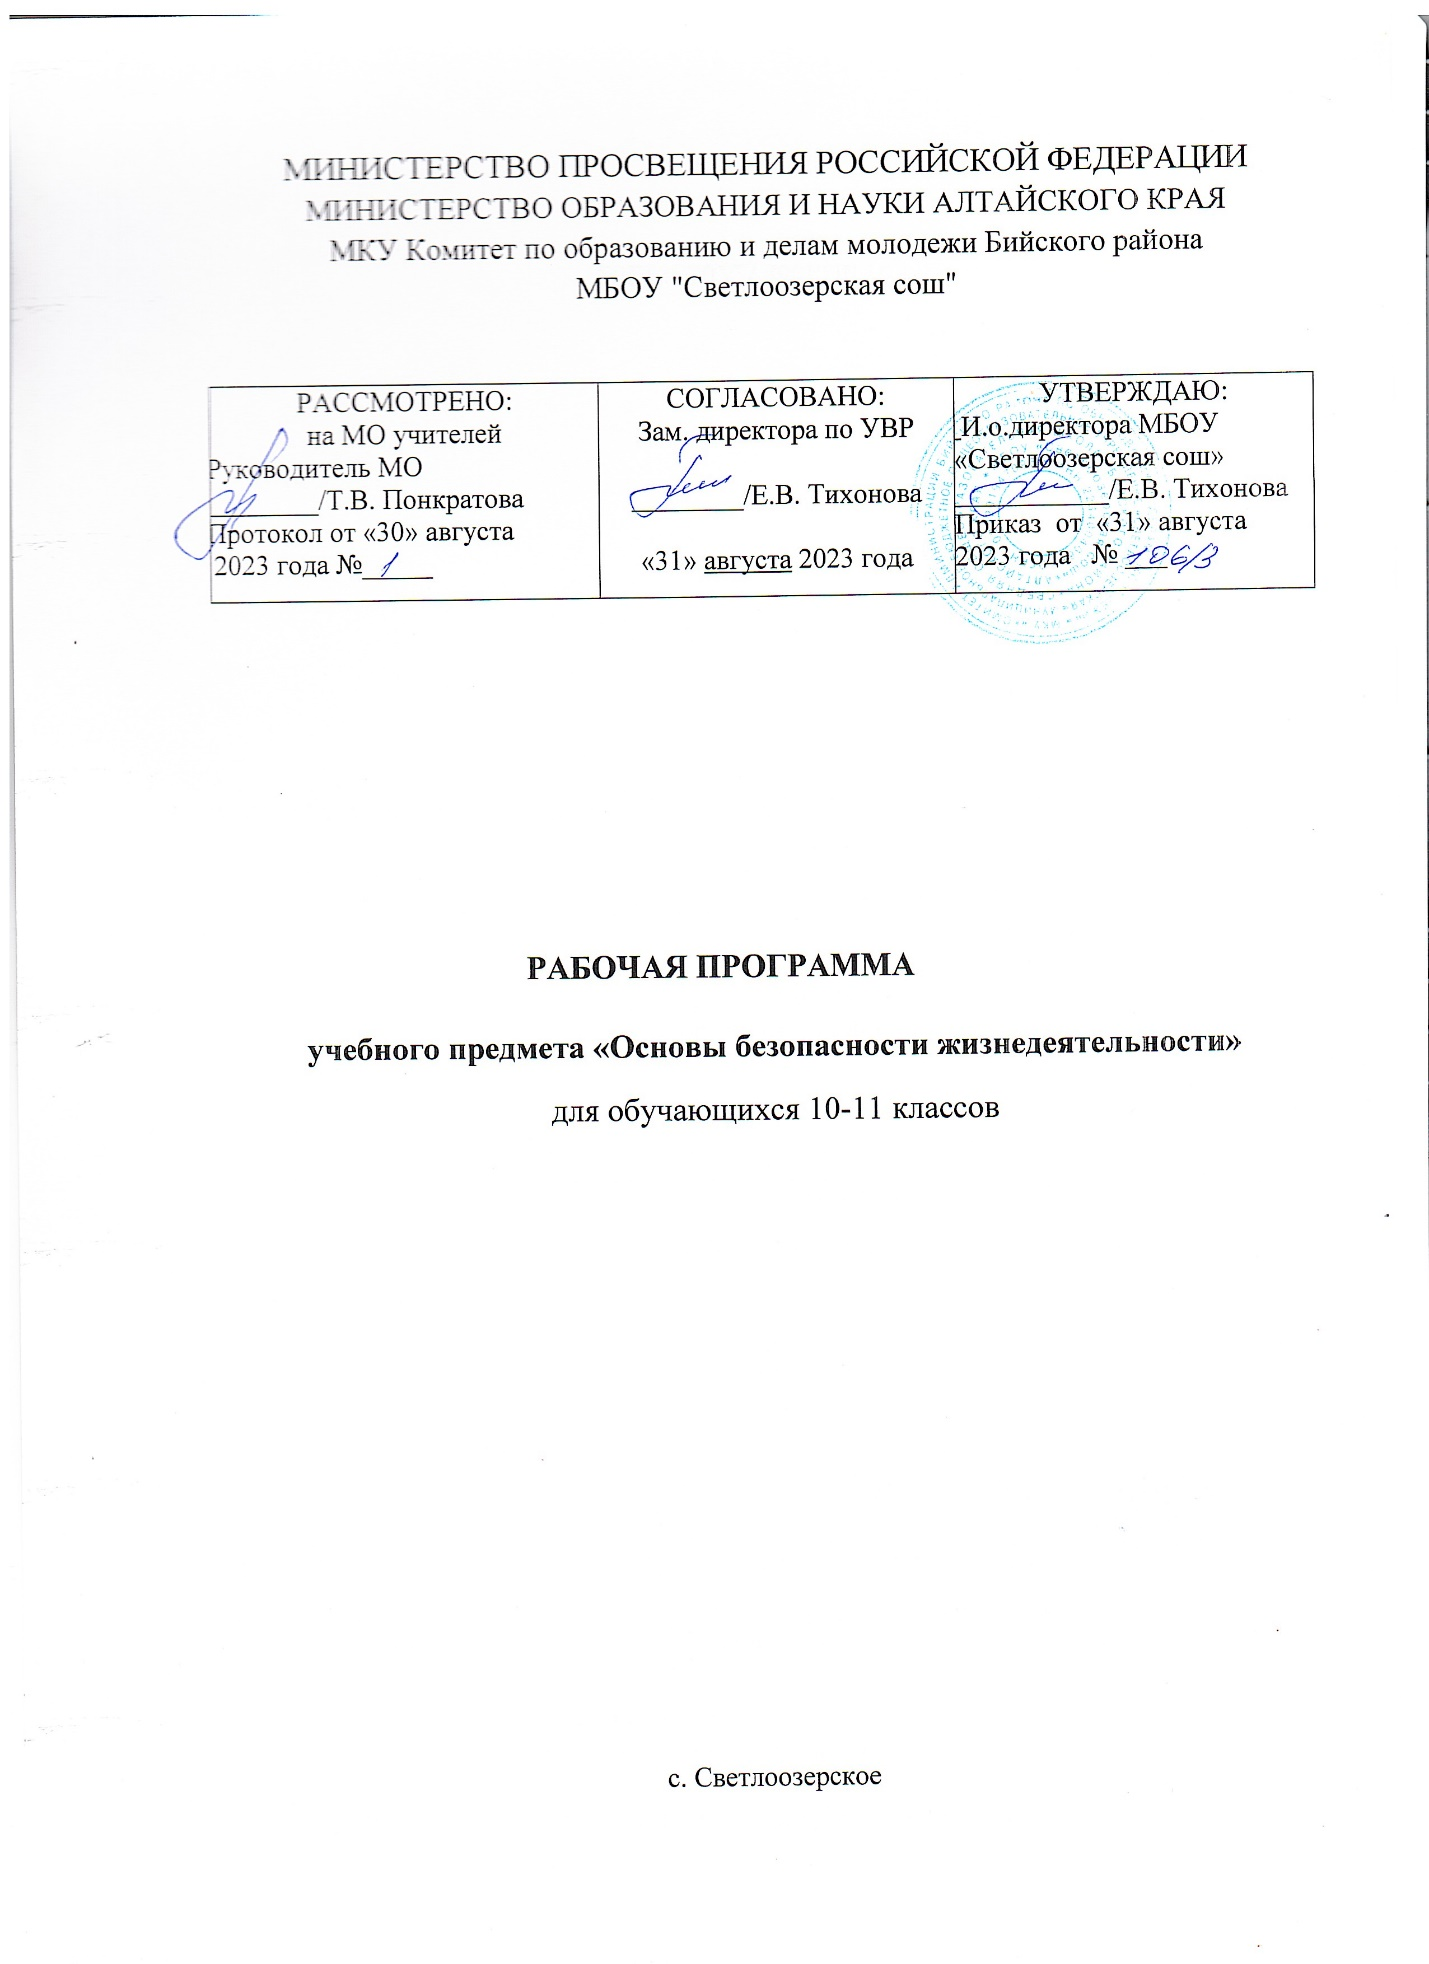 МИНИСТЕРСТВО ПРОСВЕЩЕНИЯ РОССИЙСКОЙ ФЕДЕРАЦИИ
МИНИСТЕРСТВО ОБРАЗОВАНИЯ И НАУКИ АЛТАЙСКОГО КРАЯ
МКУ Комитет по образованию и делам молодежи Бийского района
МБОУ "Светлоозерская сош"
РАССМОТРЕНО:
на МО учителей
Руководитель МО
________/Т.В. Понкратова
Протокол от «30» августа
2023 года № 1
СОГЛАСОВАНО:
Зам. директора по УВР
________/Е.В. Тихонова
«31» августа 2023 года
УТВЕРЖДАЮ:
И.о.директора МБОУ
«Светлоозерская сош»
___________/Е.В. Тихонова
Приказ от «31» августа
2023 года № 106/3
РАБОЧАЯ ПРОГРАММА
учебного предмета «Основы безопасности жизнедеятельности»
для обучающихся 10-11 классов
с. Светлоозерское